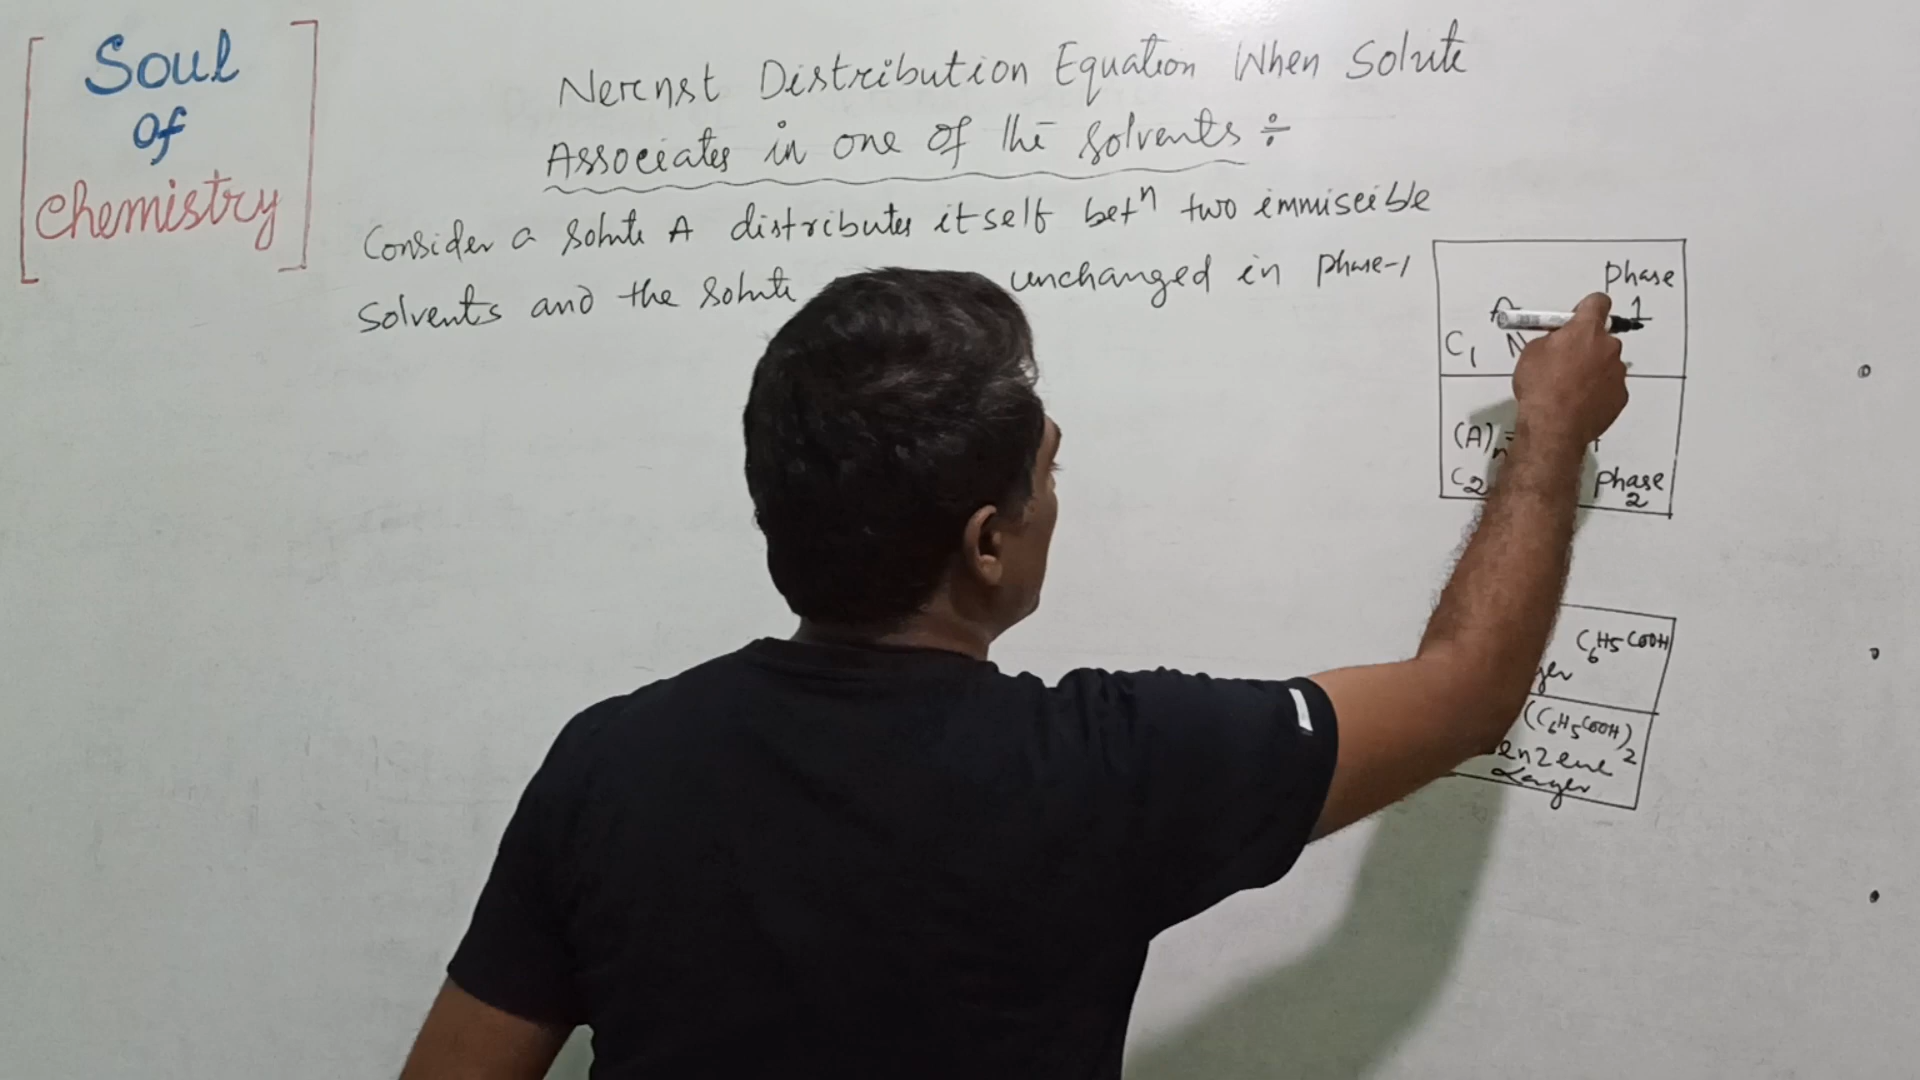 Soul
Of
Chemistry
Nernst Distribution Equation When Solute
Associates in one of the solvents ÷
Consider a solute A distributes itself betⁿ two immiscible
solvents and the solute unchanged in phase-1
phase
1
C₁ N
(A)ₙ =
C₂
phase
2
C₆H₅COOH
(C₆H₅COOH)₂
Layer